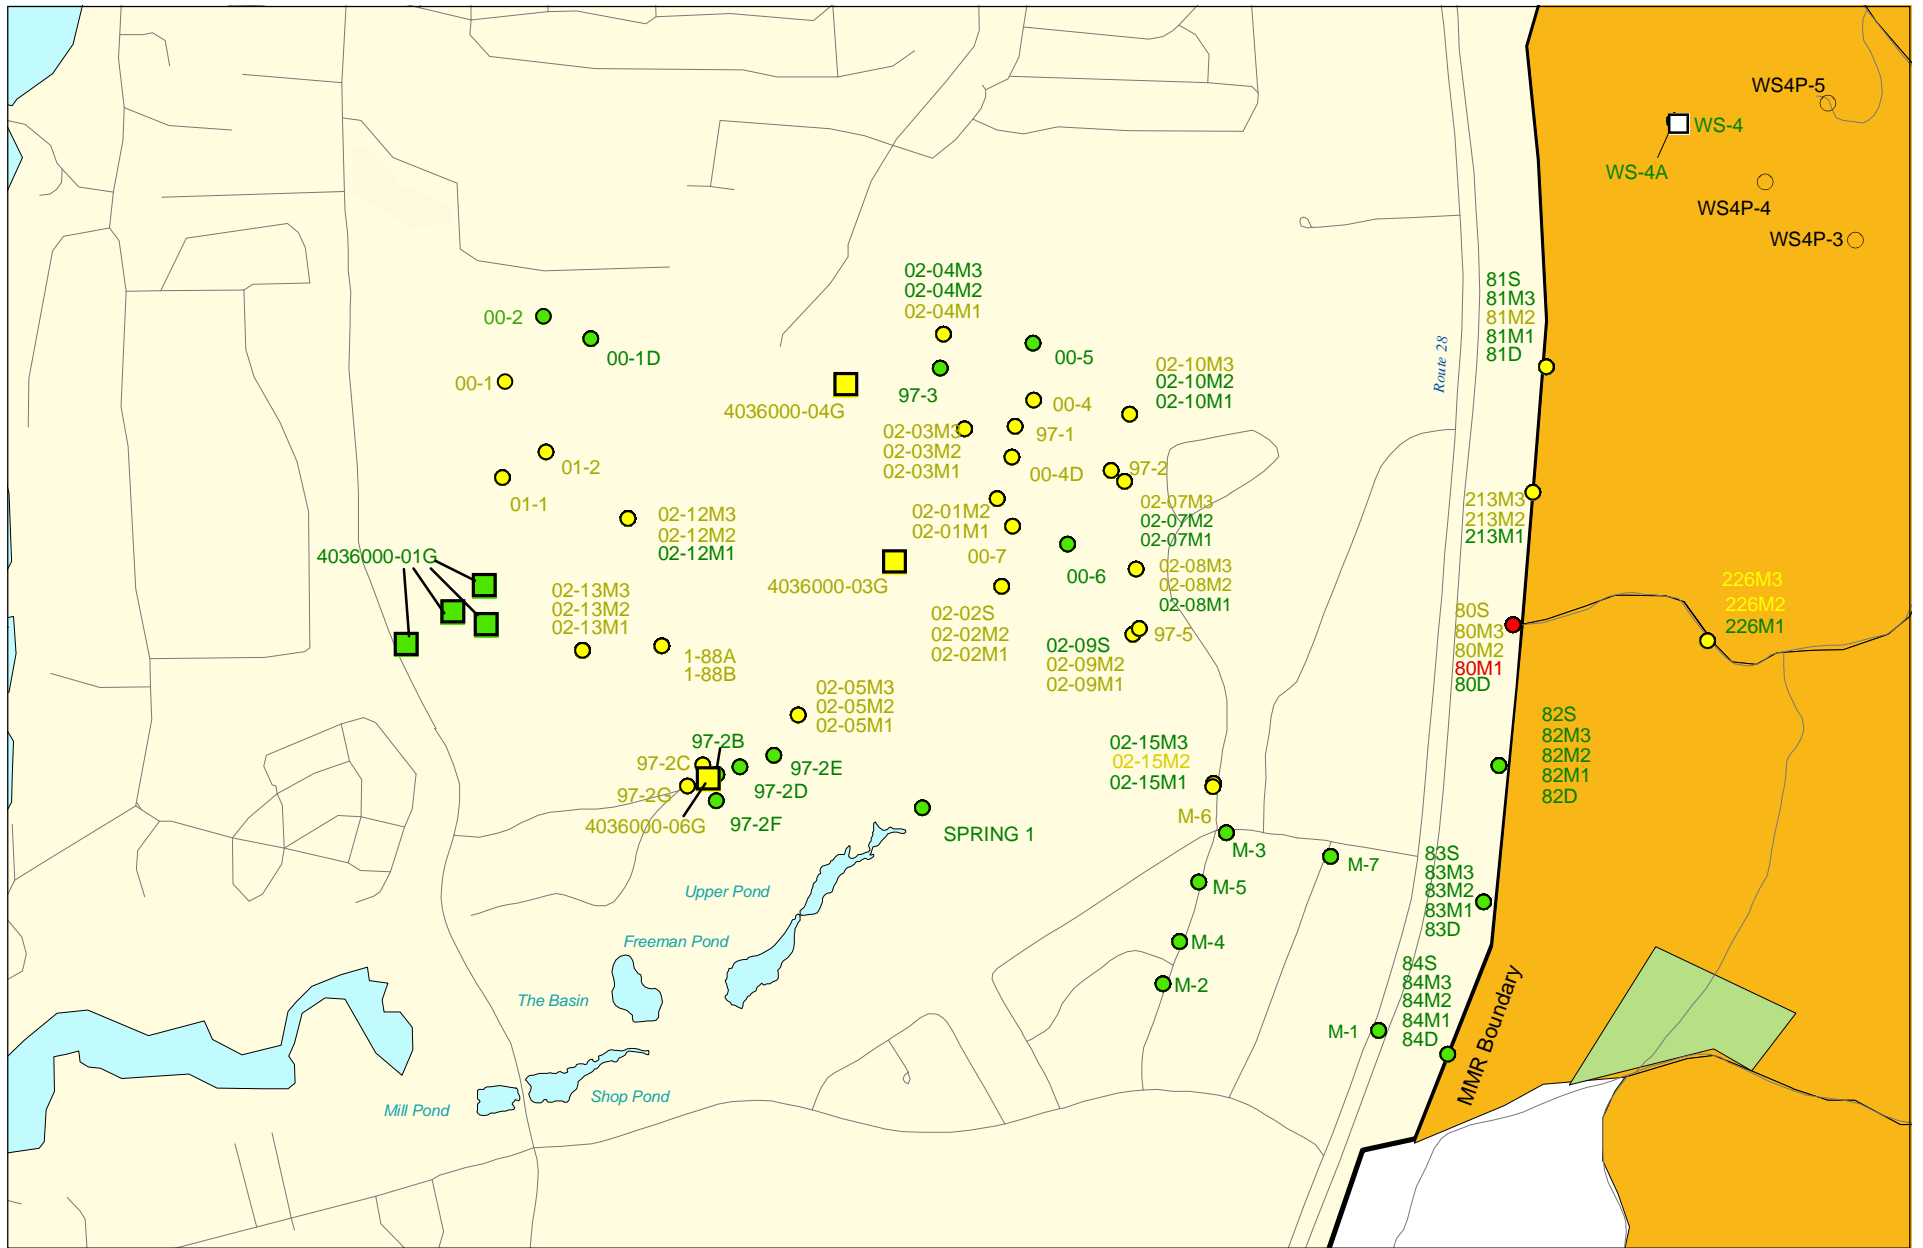 WS4P-5
WS-4
WS-4A
WS4P-4
WS4P-3
02-04M3
02-04M2
02-04M1
81S
81M3
81M2
81M1
81D
00-2
00-1D
00-1
4036000-04G
97-3
00-5
02-10M3
02-10M2
02-10M1
Route 28
00-4
97-1
02-03M3
02-03M2
02-03M1
00-4D
97-2
01-2
01-1
02-12M3
02-12M2
02-12M1
02-01M2
02-01M1
02-07M3
02-07M2
02-07M1
213M3
213M2
213M1
4036000-01G
00-7
4036000-03G
00-6
02-08M3
02-08M2
02-08M1
02-13M3
02-13M2
02-13M1
02-02S
02-02M2
02-02M1
97-5
02-09S
02-09M2
02-09M1
226M3
226M2
226M1
80S
80M3
80M2
80M1
80D
1-88A
1-88B
02-05M3
02-05M2
02-05M1
97-2B
97-2C
97-2E
97-2D
97-2G
97-2F
4036000-06G
02-15M3
02-15M2
02-15M1
82S
82M3
82M2
82M1
82D
M-6
SPRING 1
M-3
M-7
M-5
83S
83M3
83M2
83M1
83D
Upper Pond
Freeman Pond
M-4
M-2
The Basin
84S
84M3
84M2
84M1
84D
M-1
MMR Boundary
Shop Pond
Mill Pond